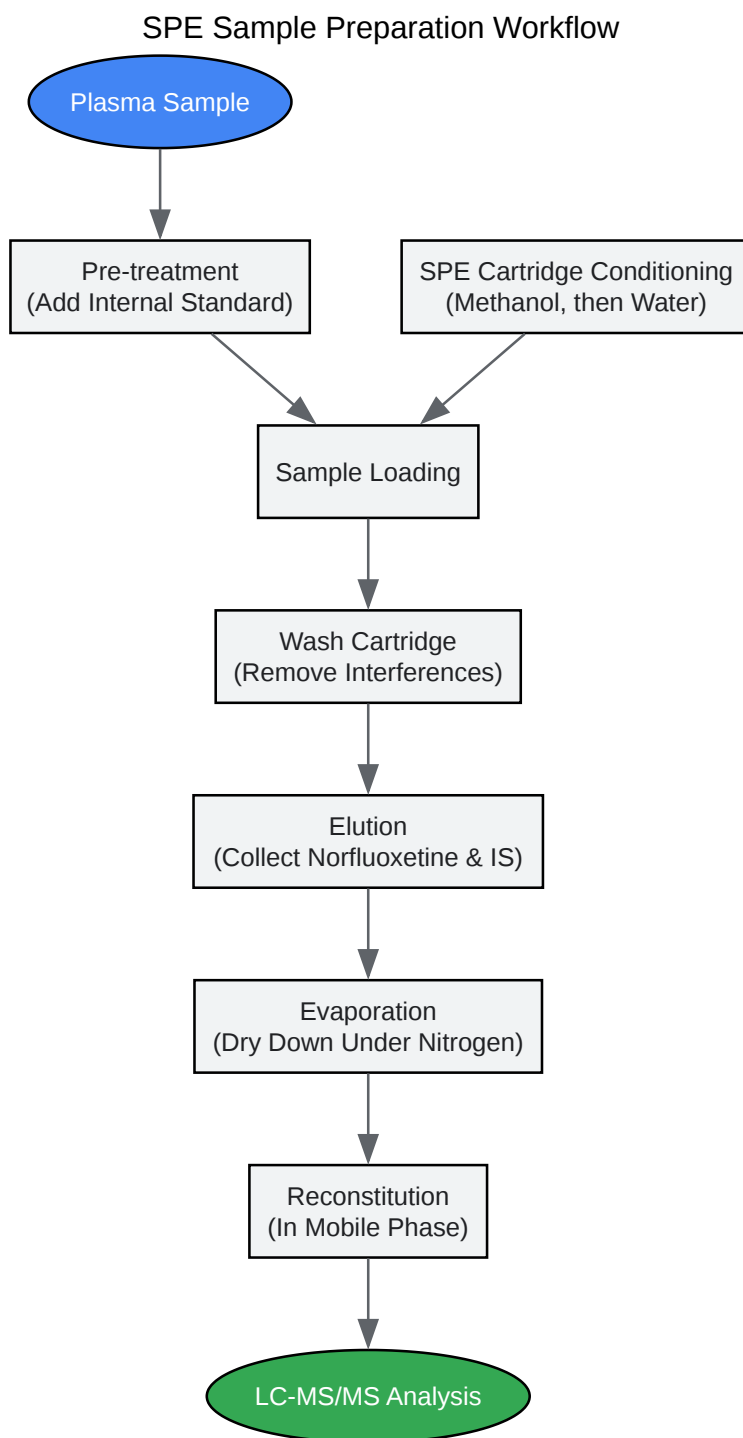 SPE Sample Preparation Workflow
Plasma Sample
Pre-treatment
(Add Internal Standard)
SPE Cartridge Conditioning
(Methanol, then Water)
Sample Loading
Wash Cartridge
(Remove Interferences)
Elution
(Collect Norfluoxetine & IS)
Evaporation
(Dry Down Under Nitrogen)
Reconstitution
(In Mobile Phase)
LC-MS/MS Analysis